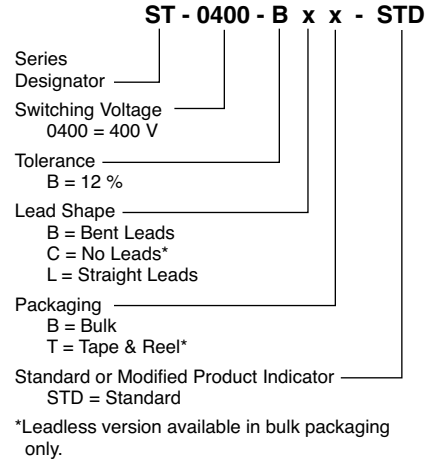 ST - 0400 - B x x - STD
Series
Designator
Switching Voltage
0400 = 400 V
Tolerance
B = 12 %
Lead Shape
B = Bent Leads
C = No Leads*
L = Straight Leads
Packaging
B = Bulk
T = Tape & Reel*
Standard or Modified Product Indicator
STD = Standard
*Leadless version available in bulk packaging
only.